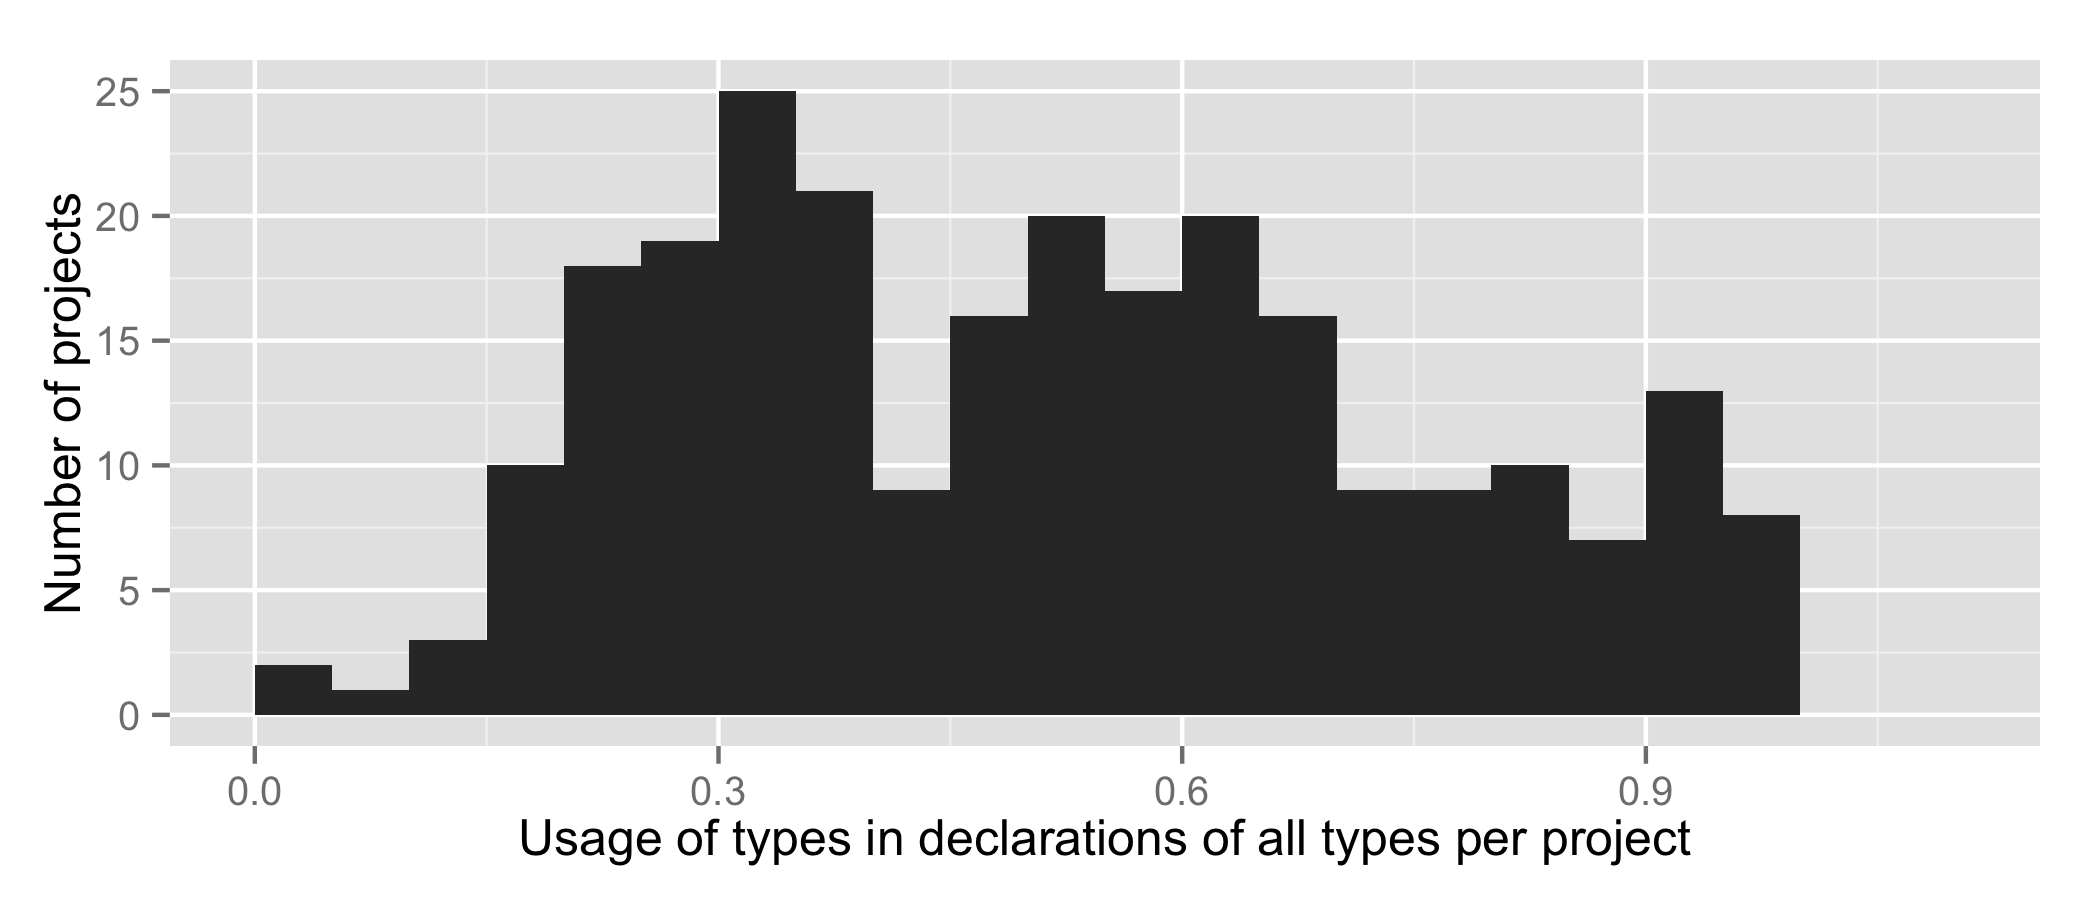 Number of projects
25
20
15
10
5
0
0.0 0.3 0.6 0.9
Usage of types in declarations of all types per project